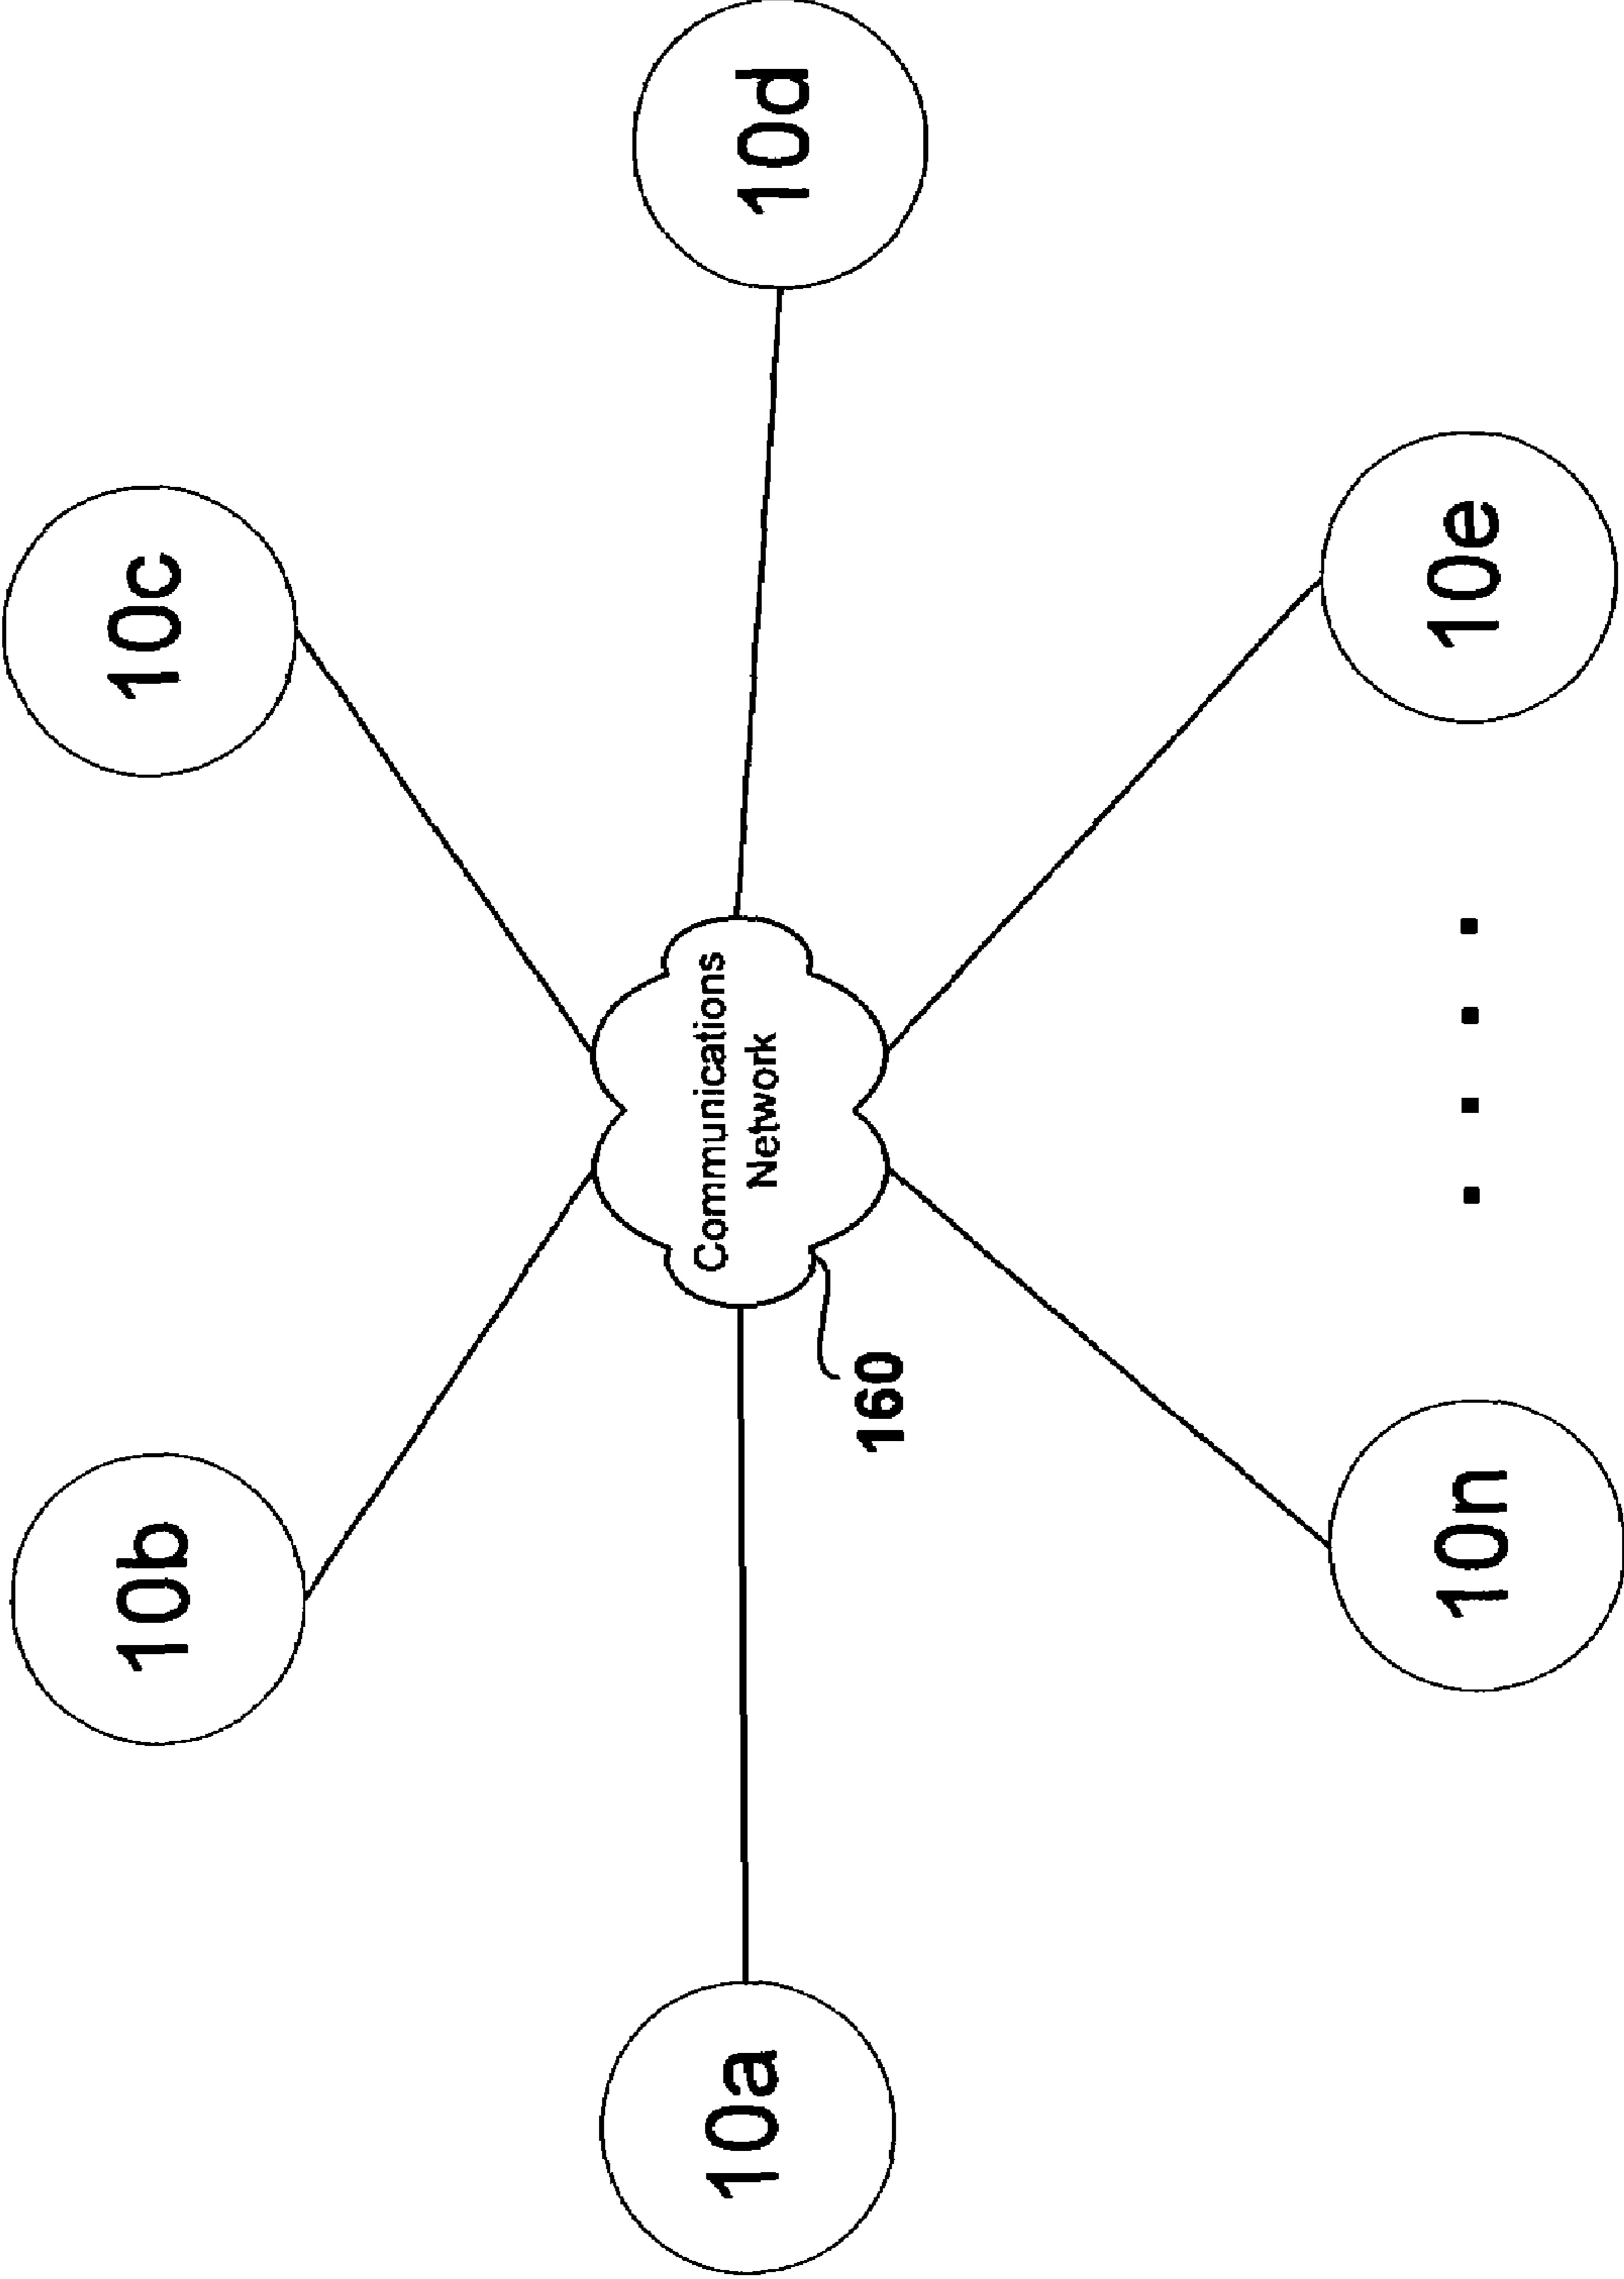 10b
10c
10a
Communications
Network
10d
160
10n
. . . .
10e